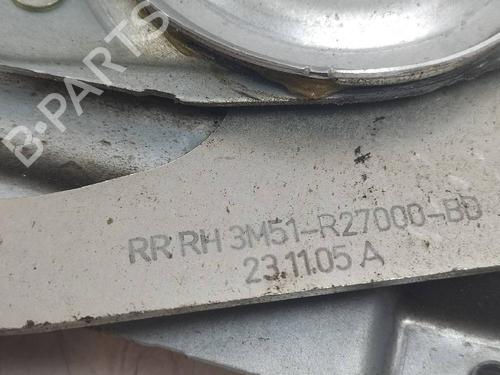 B-PARTS
RR RH 3M51-R27000-BD
23.11.05 A